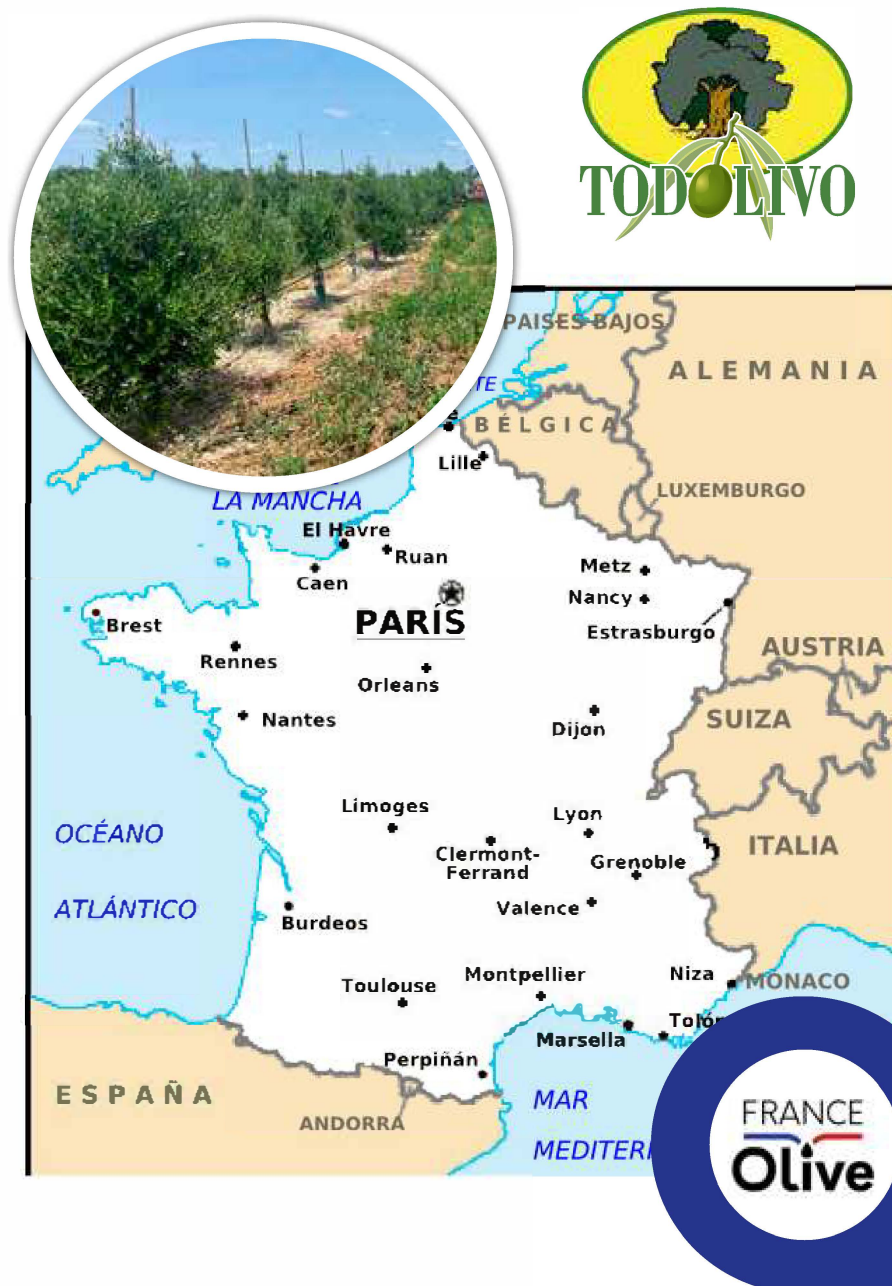 TODOLIVO
PAISES BAJOS
ALEMANIA
BÉLGICA
Lille
LUXEMBURGO
LA MANCHA
El Havre
Ruan
Caen
Metz
Nancy
PARÍS
Brest
Estrasburgo
Rennes
AUSTRIA
Orleans
Nantes
SUIZA
Dijon
Limoges
Lyon
OCÉANO
ITALIA
Clermont-
Ferrand
Grenoble
ATLÁNTICO
Valence
Burdeos
Montpellier
Niza
Toulouse
MÓNACO
Marsella
Perpiñán
ESPAÑA
MAR
FRANCE
ANDORRA
Olive